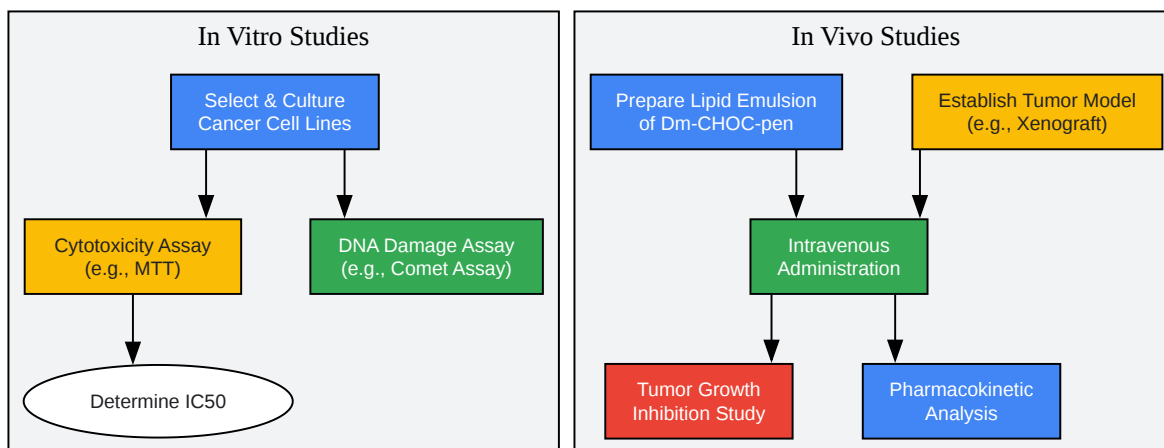 In Vitro Studies
Select & Culture
Cancer Cell Lines
Cytotoxicity Assay
(e.g., MTT)
DNA Damage Assay
(e.g., Comet Assay)
Determine IC50
In Vivo Studies
Prepare Lipid Emulsion
of Dm-CHOC-pen
Establish Tumor Model
(e.g., Xenograft)
Intravenous
Administration
Tumor Growth
Inhibition Study
Pharmacokinetic
Analysis